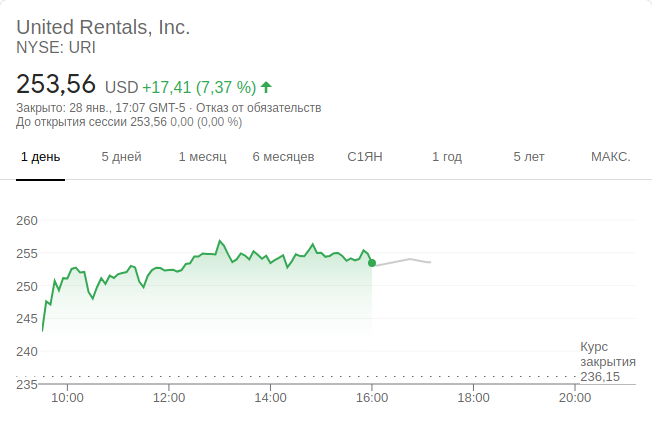 United Rentals, Inc.
NYSE: URI
253,56 USD +17,41 (7,37 %)
Закрыто: 28 янв., 17:07 GMT-5 · Отказ от обязательств
До открытия сессии 253,56 0,00 (0,00 %)
1 день 5 дней 1 месяц 6 месяцев С1ЯН 1 год 5 лет МАКС.
260
255
250
245
240
Курс
закрытия
236,15
235
10:00 12:00 14:00 16:00 18:00 20:00